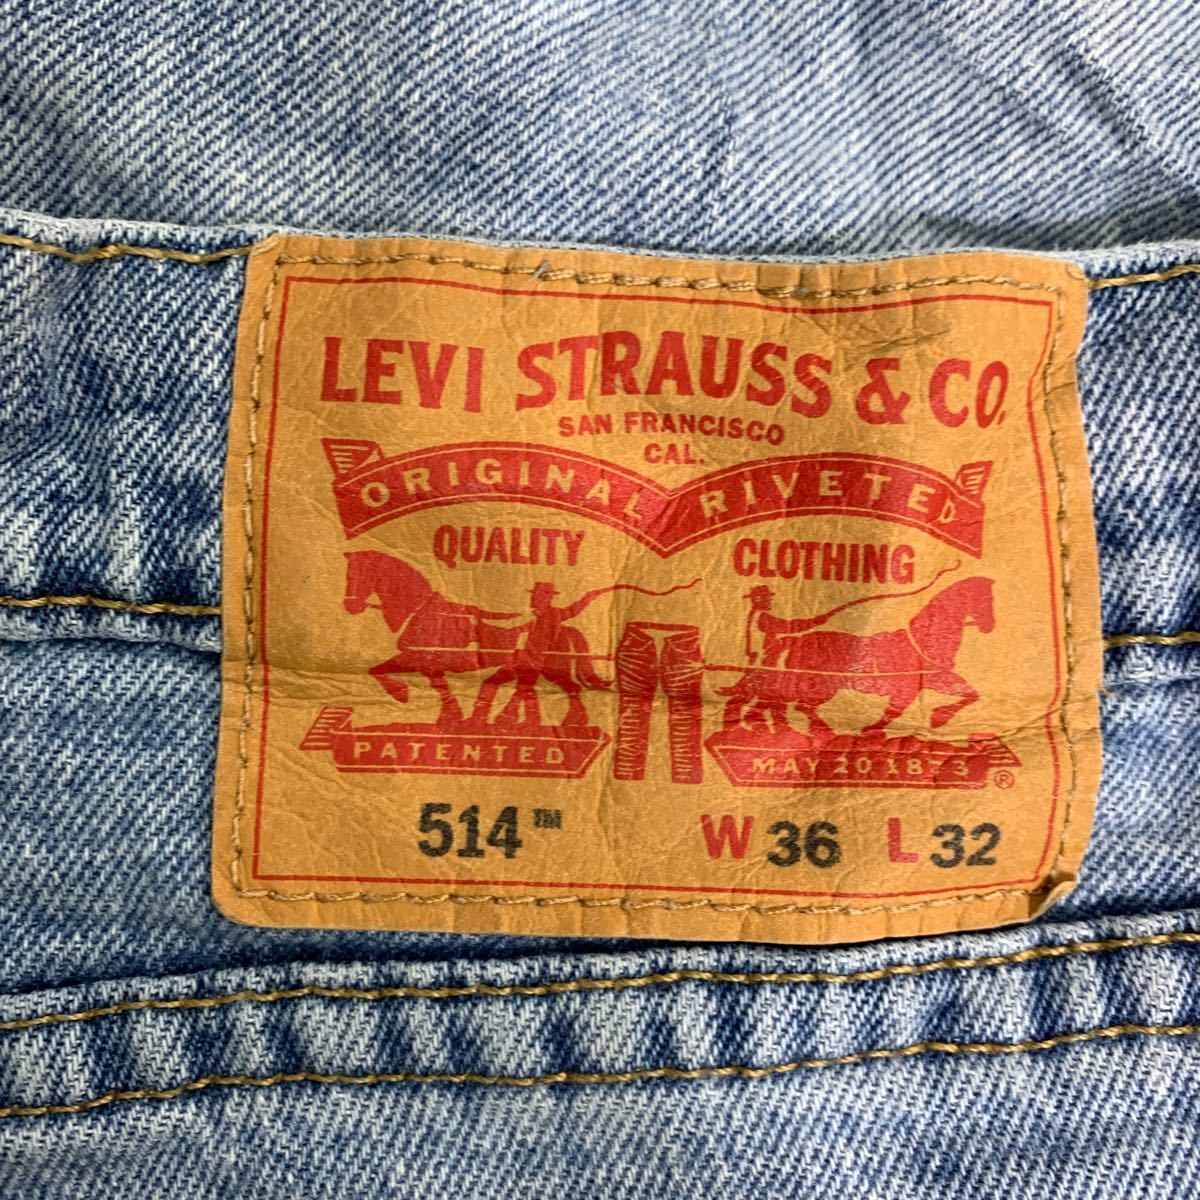 LEVI STRAUSS & CO.
SAN FRANCISCO
CAL.
ORIGINAL RIVETED
QUALITY CLOTHING
PATENTED MAY 20 1873 ®
514™ W 36 L 32